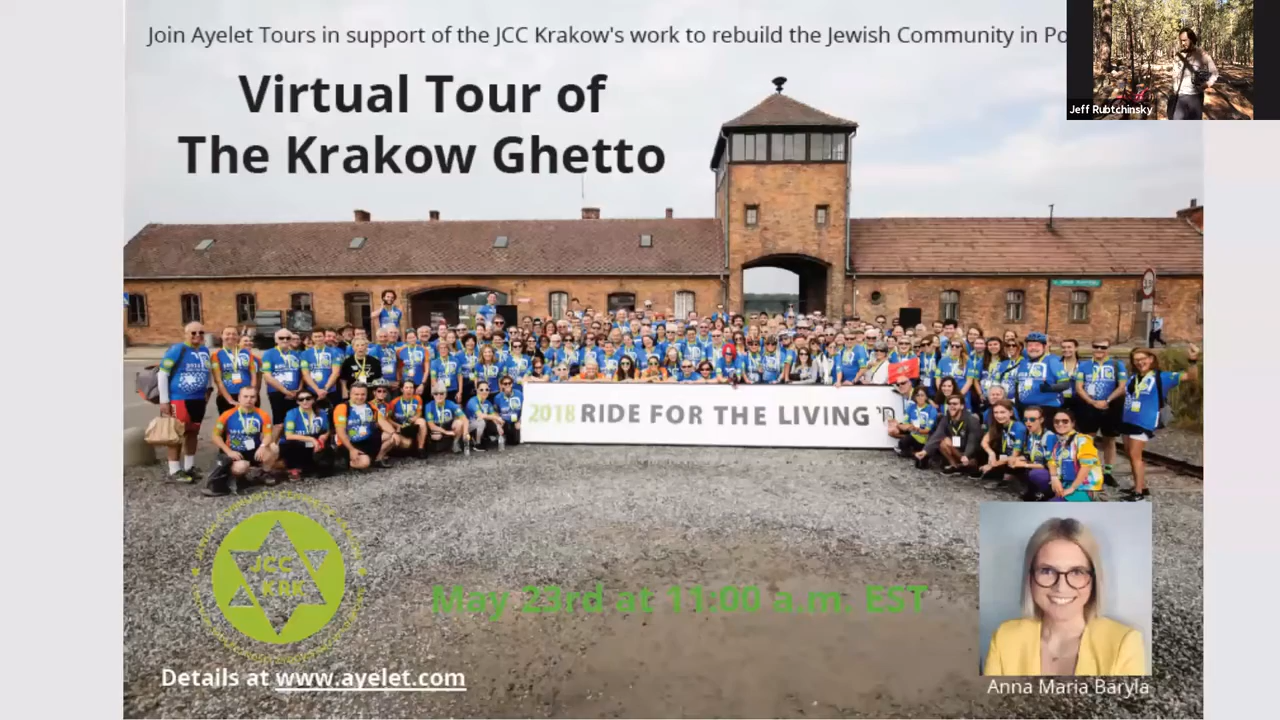 Join Ayelet Tours in support of the JCC Krakow's work to rebuild the Jewish Community in Po
Jeff Rubtchinsky
Virtual Tour of
The Krakow Ghetto
2018 RIDE FOR THE LIVING
JCC
KRK
May 23rd at 11:00 a.m. EST
Details at www.ayelet.com
Anna Maria Baryla